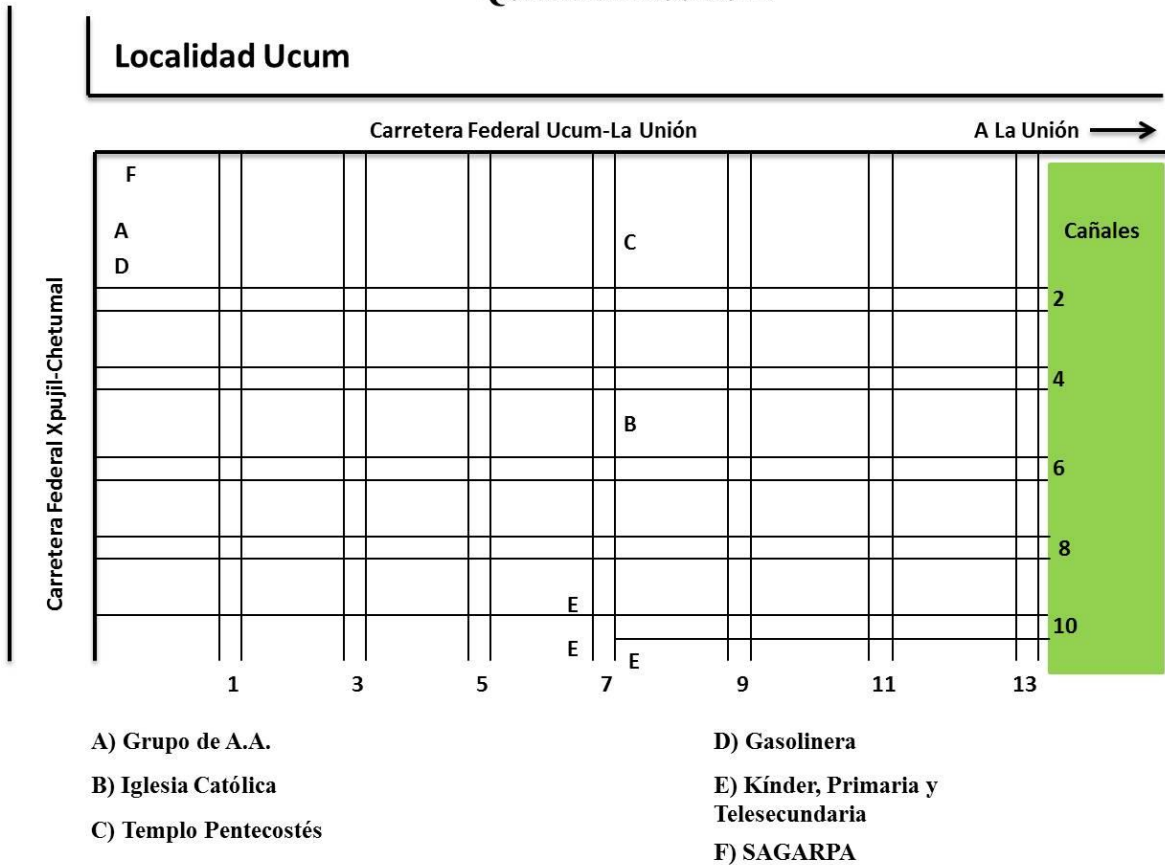 Localidad Ucum
Carretera Federal Ucum-La Unión
A La Unión
F
A
D
C
Cañales
Carretera Federal Xpujil-Chetumal
2
4
B
6
8
E
10
E
E
1 3 5 7 9 11 13
A) Grupo de A.A.
B) Iglesia Católica
C) Templo Pentecostés
D) Gasolinera
E) Kínder, Primaria y
Telesecundaria
F) SAGARPA